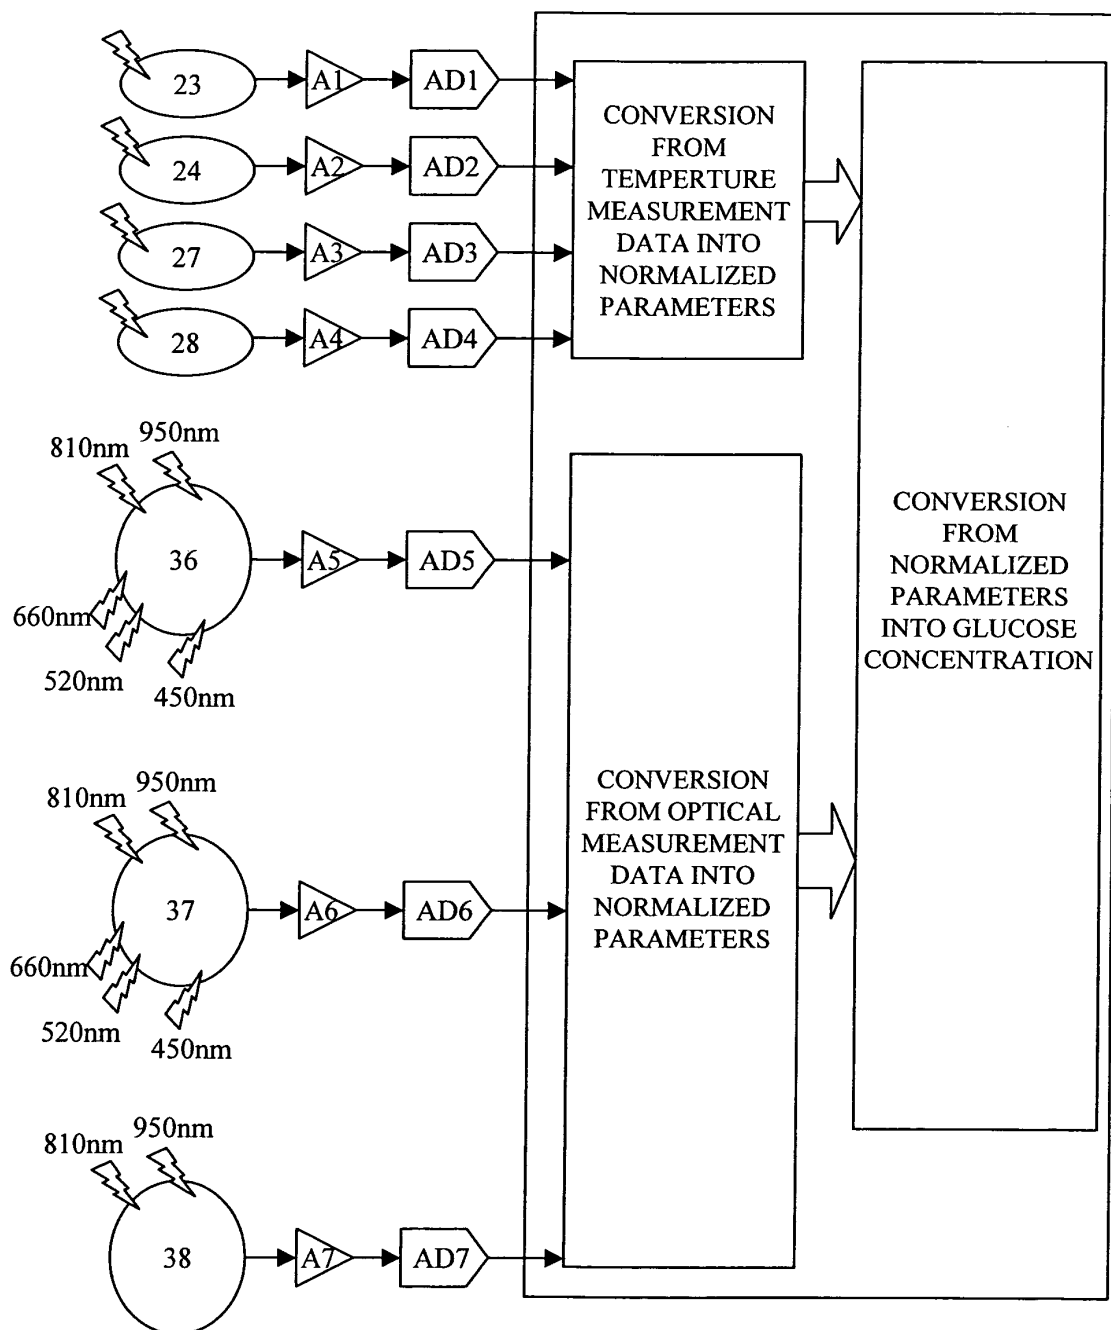 23
A1
AD1
24
A2
AD2
27
A3
AD3
28
A4
AD4
CONVERSION
FROM
TEMPERTURE
MEASUREMENT
DATA INTO
NORMALIZED
PARAMETERS
810nm
950nm
36
A5
AD5
660nm
520nm
450nm
810nm
950nm
37
A6
AD6
660nm
520nm
450nm
810nm
950nm
38
A7
AD7
CONVERSION
FROM OPTICAL
MEASUREMENT
DATA INTO
NORMALIZED
PARAMETERS
CONVERSION
FROM
NORMALIZED
PARAMETERS
INTO GLUCOSE
CONCENTRATION